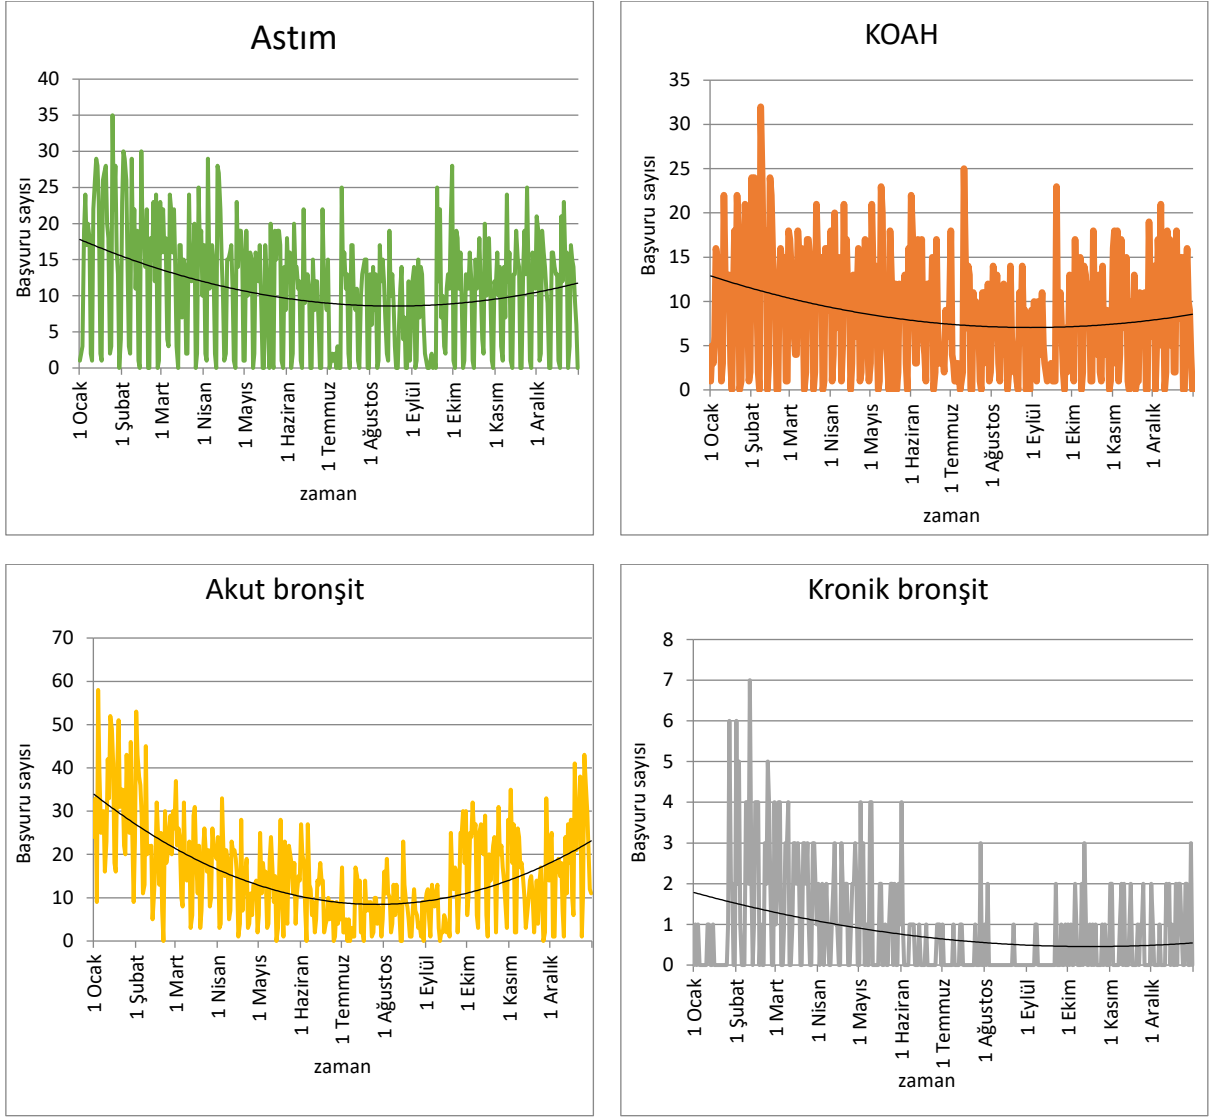 Astım
Başvuru sayısı
40
35
30
25
20
15
10
5
0
1 Ocak
1 Şubat
1 Mart
1 Nisan
1 Mayıs
1 Haziran
1 Temmuz
1 Ağustos
1 Eylül
1 Ekim
1 Kasım
1 Aralık
zaman
KOAH
Başvuru sayısı
35
30
25
20
15
10
5
0
1 Ocak
1 Şubat
1 Mart
1 Nisan
1 Mayıs
1 Haziran
1 Temmuz
1 Ağustos
1 Eylül
1 Ekim
1 Kasım
1 Aralık
zaman
Akut bronşit
Başvuru sayısı
70
60
50
40
30
20
10
0
1 Ocak
1 Şubat
1 Mart
1 Nisan
1 Mayıs
1 Haziran
1 Temmuz
1 Ağustos
1 Eylül
1 Ekim
1 Kasım
1 Aralık
zaman
Kronik bronşit
Başvuru sayısı
8
7
6
5
4
3
2
1
0
1 Ocak
1 Şubat
1 Mart
1 Nisan
1 Mayıs
1 Haziran
1 Temmuz
1 Ağustos
1 Eylül
1 Ekim
1 Kasım
1 Aralık
zaman